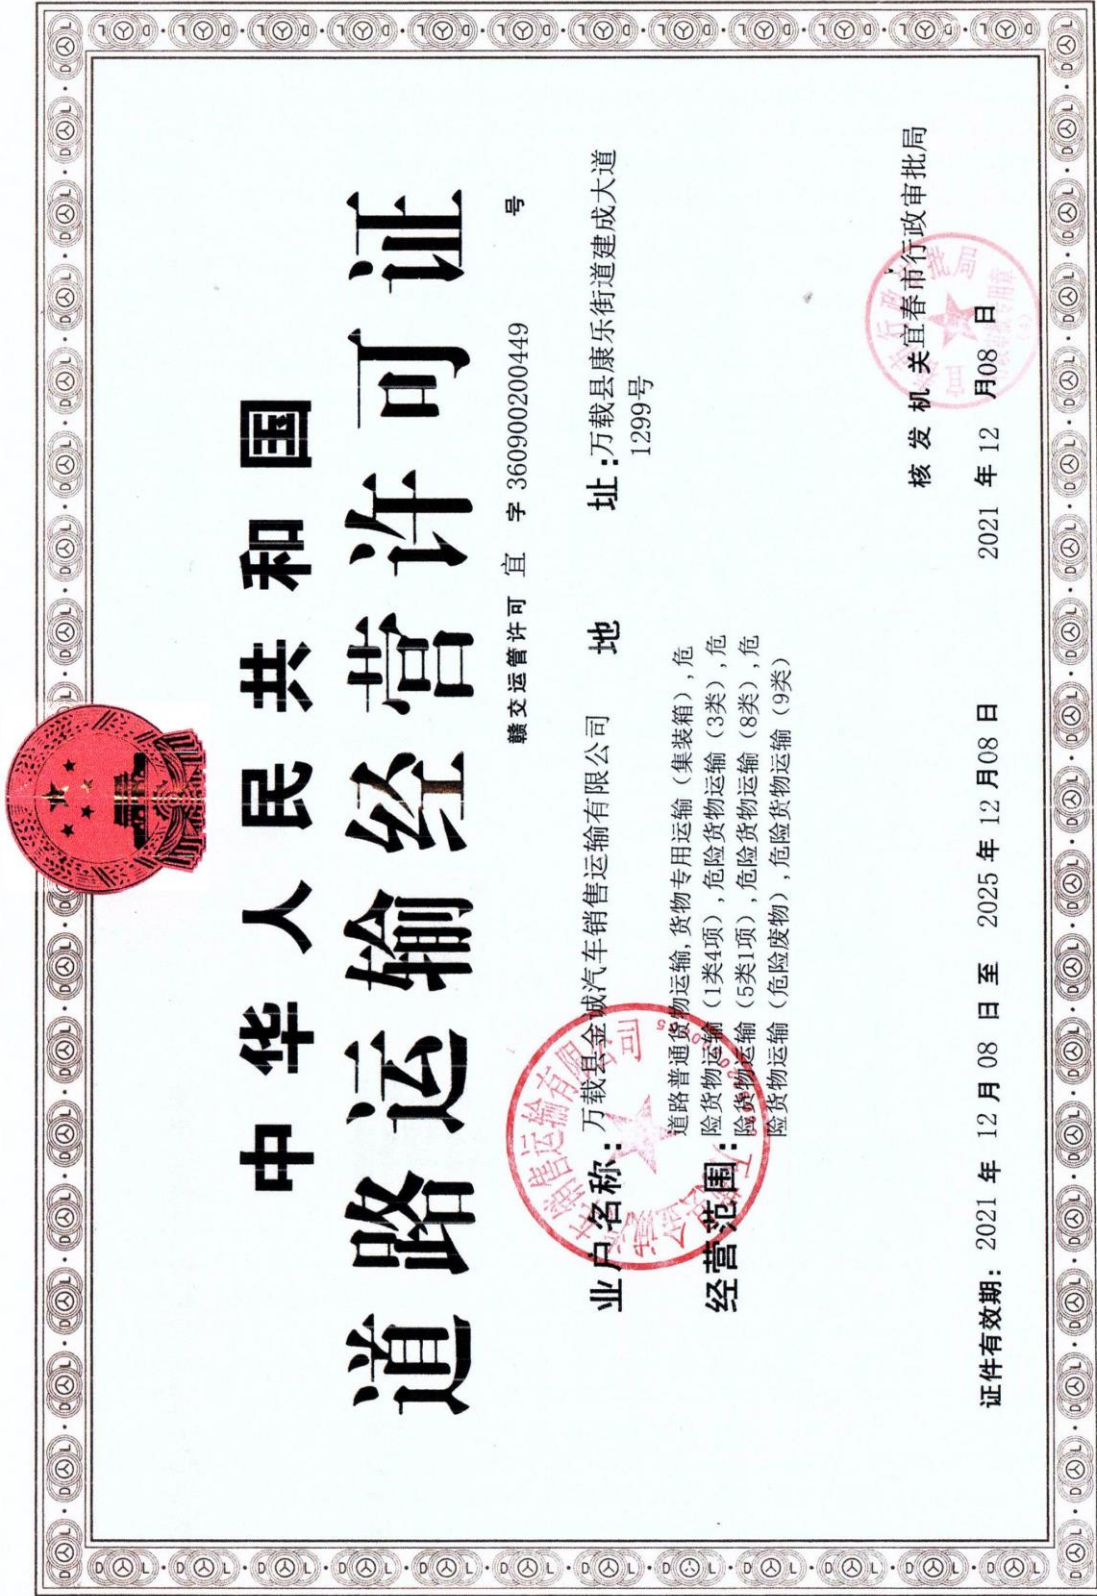 中华人民共和国
道路运输经营许可证
赣交运管许可 宜 字 360900200449 号
业户名称：万载县金诚汽车销售运输有限公司
地 址：万载县康乐街道建成大道
1299号
经营范围：
道路普通货物运输,货物专用运输（集装箱）,危
险货物运输（1类4项）,危险货物运输（3类）,危
险货物运输（5类1项）,危险货物运输（8类）,危
险货物运输（危险废物）,危险货物运输（9类）
核发机关宜春市行政审批局
证件有效期：2021 年 12 月 08 日 至 2025 年 12 月08 日
2021 年 12 月08 日